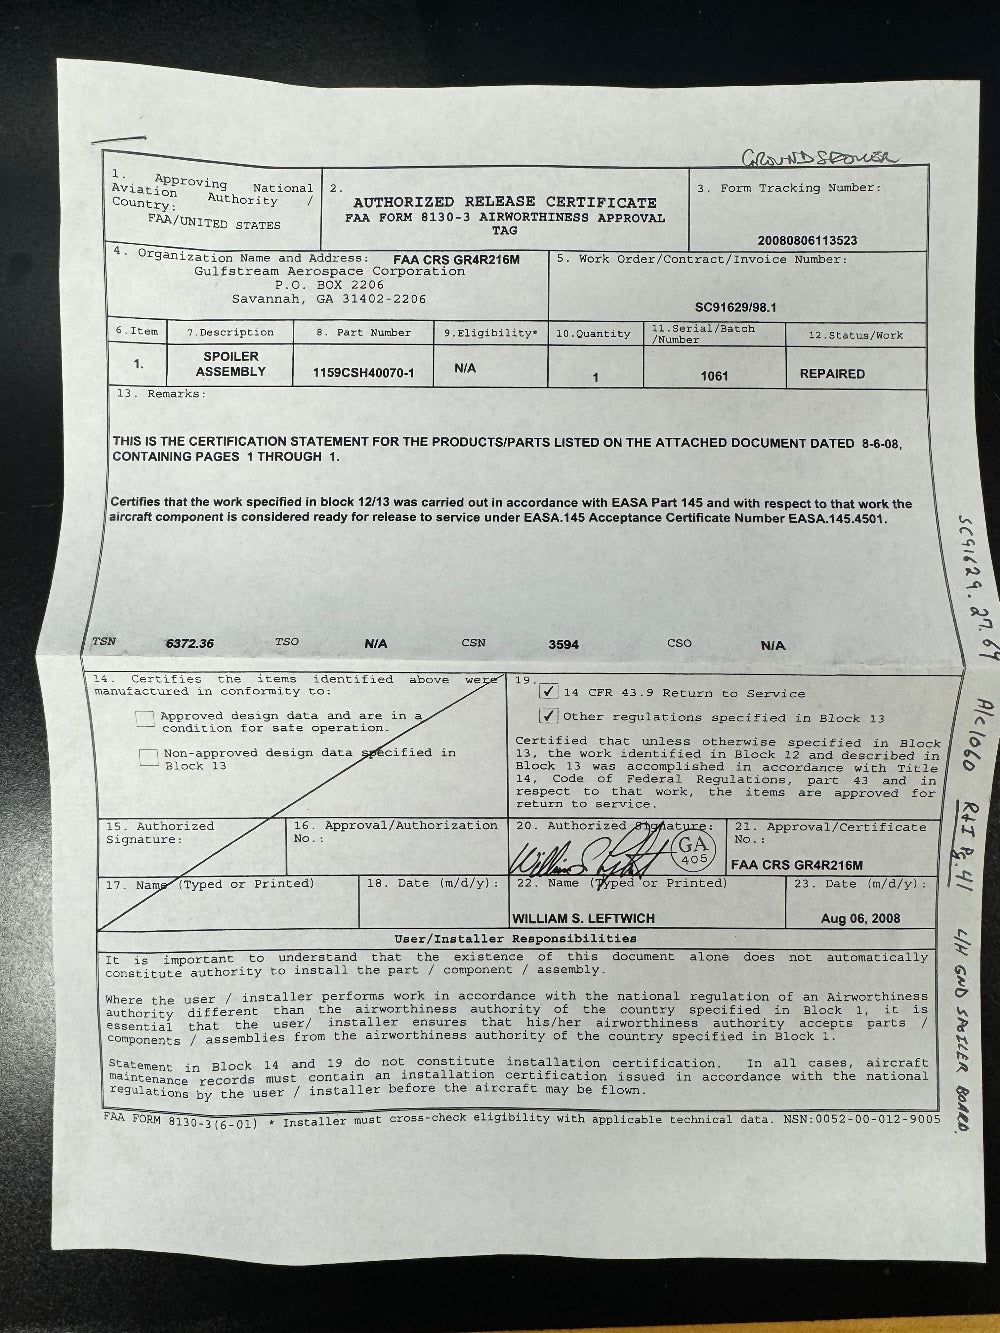 GROUND SPOILER
1. Approving National
Aviation Authority /
Country:
FAA/UNITED STATES
2.
AUTHORIZED RELEASE CERTIFICATE
FAA FORM 8130-3 AIRWORTHINESS APPROVAL
TAG
3. Form Tracking Number:
20080806113523
4. Organization Name and Address: FAA CRS GR4R216M
Gulfstream Aerospace Corporation
P.O. BOX 2206
Savannah, GA 31402-2206
5. Work Order/Contract/Invoice Number:
SC91629/98.1
6.Item
7.Description
8. Part Number
9.Eligibility*
10.Quantity
11.Serial/Batch
/Number
12.Status/Work
1.
SPOILER
ASSEMBLY
1159CSH40070-1
N/A
1
1061
REPAIRED
13. Remarks:
THIS IS THE CERTIFICATION STATEMENT FOR THE PRODUCTS/PARTS LISTED ON THE ATTACHED DOCUMENT DATED 8-6-08,
CONTAINING PAGES 1 THROUGH 1.
Certifies that the work specified in block 12/13 was carried out in accordance with EASA Part 145 and with respect to that work the
aircraft component is considered ready for release to service under EASA.145 Acceptance Certificate Number EASA.145.4501.
TSN 6372.36 TSO N/A CSN 3594 CSO N/A
14. Certifies the items identified above were
manufactured in conformity to:
Approved design data and are in a
condition for safe operation.
Non-approved design data specified in
Block 13
19.
✓ 14 CFR 43.9 Return to Service
✓ Other regulations specified in Block 13
Certified that unless otherwise specified in Block
13, the work identified in Block 12 and described in
Block 13 was accomplished in accordance with Title
14, Code of Federal Regulations, part 43 and in
respect to that work, the items are approved for
return to service.
15. Authorized
Signature:
16. Approval/Authorization
No.:
20. Authorized Signature:
GA
405
21. Approval/Certificate
No.:
FAA CRS GR4R216M
17. Name (Typed or Printed)
18. Date (m/d/y):
22. Name (Typed or Printed)
WILLIAM S. LEFTWICH
23. Date (m/d/y):
Aug 06, 2008
User/Installer Responsibilities
It is important to understand that the existence of this document alone does not automatically
constitute authority to install the part / component / assembly.
Where the user / installer performs work in accordance with the national regulation of an Airworthiness
authority different than the airworthiness authority of the country specified in Block 1, it is
essential that the user/ installer ensures that his/her airworthiness authority accepts parts /
components / assemblies from the airworthiness authority of the country specified in Block 1.
Statement in Block 14 and 19 do not constitute installation certification. In all cases, aircraft
maintenance records must contain an installation certification issued in accordance with the national
regulations by the user / installer before the aircraft may be flown.
FAA FORM 8130-3(6-01) * Installer must cross-check eligibility with applicable technical data. NSN:0052-00-012-9005
SC91629.27.69 A/C1060 R&I Pg.41 L/H GND SPOILER BOARD.